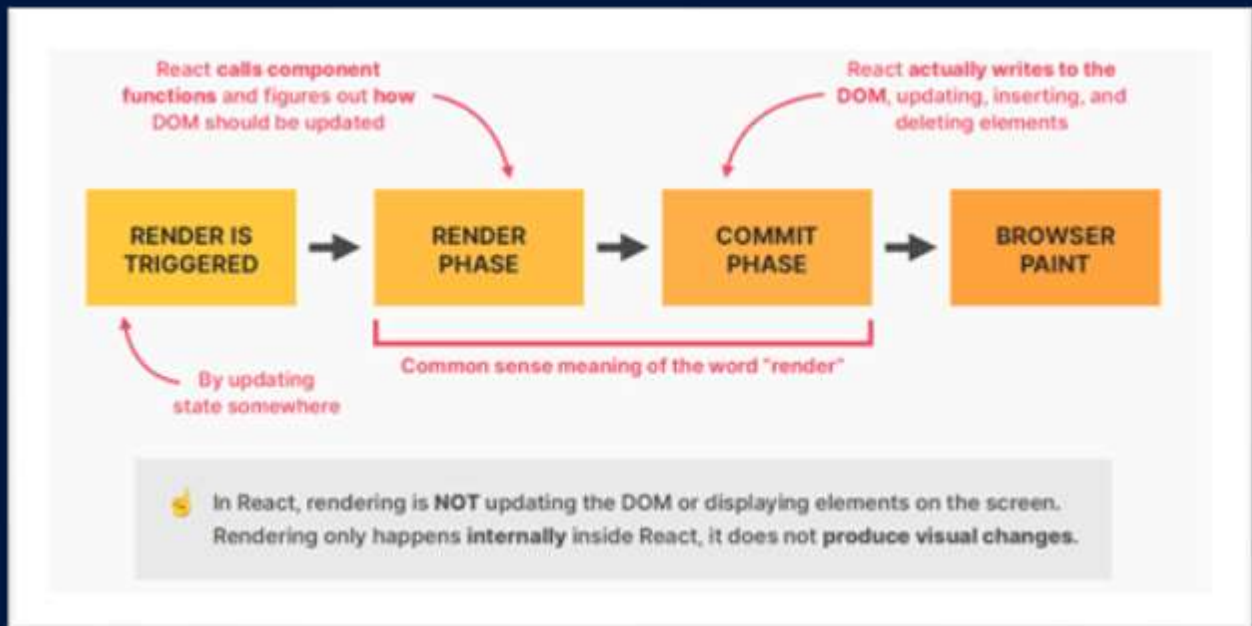 React calls component
functions and figures out how
DOM should be updated
React actually writes to the
DOM, updating, inserting, and
deleting elements
RENDER IS
TRIGGERED
RENDER
PHASE
COMMIT
PHASE
BROWSER
PAINT
By updating
state somewhere
Common sense meaning of the word "render"
☝️ In React, rendering is NOT updating the DOM or displaying elements on the screen.
Rendering only happens internally inside React, it does not produce visual changes.